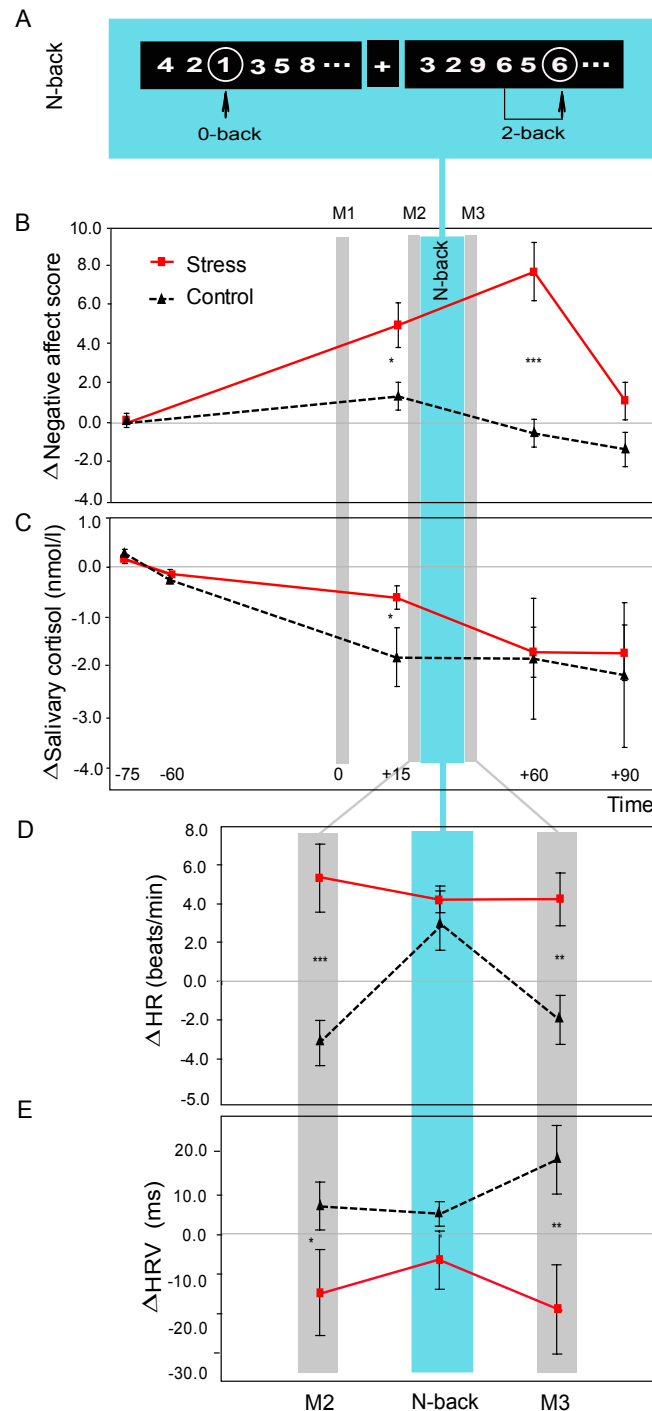 A
N-back
4 2 1 3 5 8 ··· + 3 2 9 6 5 6 ···
0-back 2-back
B
M1 M2 M3
ΔNegative affect score
10.0
8.0
6.0
4.0
2.0
0.0
-2.0
-4.0
Stress
Control
N-back
*
***
C
ΔSalivary cortisol (nmol/l)
1.0
0.0
-1.0
-2.0
-3.0
-4.0
*
-75 -60 0 +15 +60 +90
Time
D
ΔHR (beats/min)
8.0
6.0
4.0
2.0
0.0
-2.0
-4.0
-5.0
***
**
E
ΔHRV (ms)
20.0
10.0
0.0
-10.0
-20.0
-30.0
*
*
**
M2 N-back M3